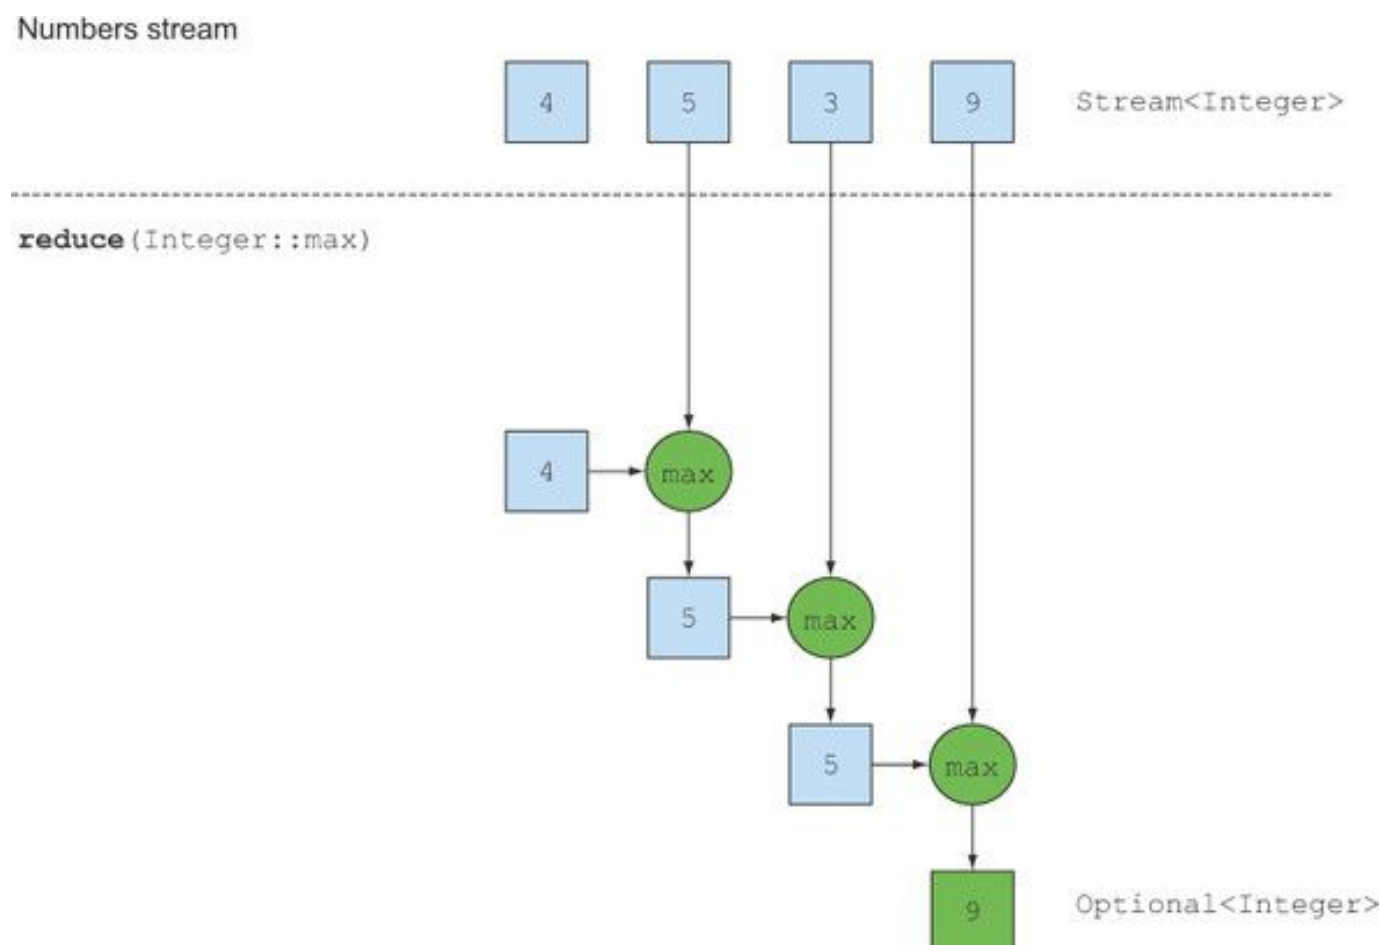 Numbers stream
4 5 3 9 Stream<Integer>
reduce(Integer::max)
4 max
5 max
5 max
9 Optional<Integer>